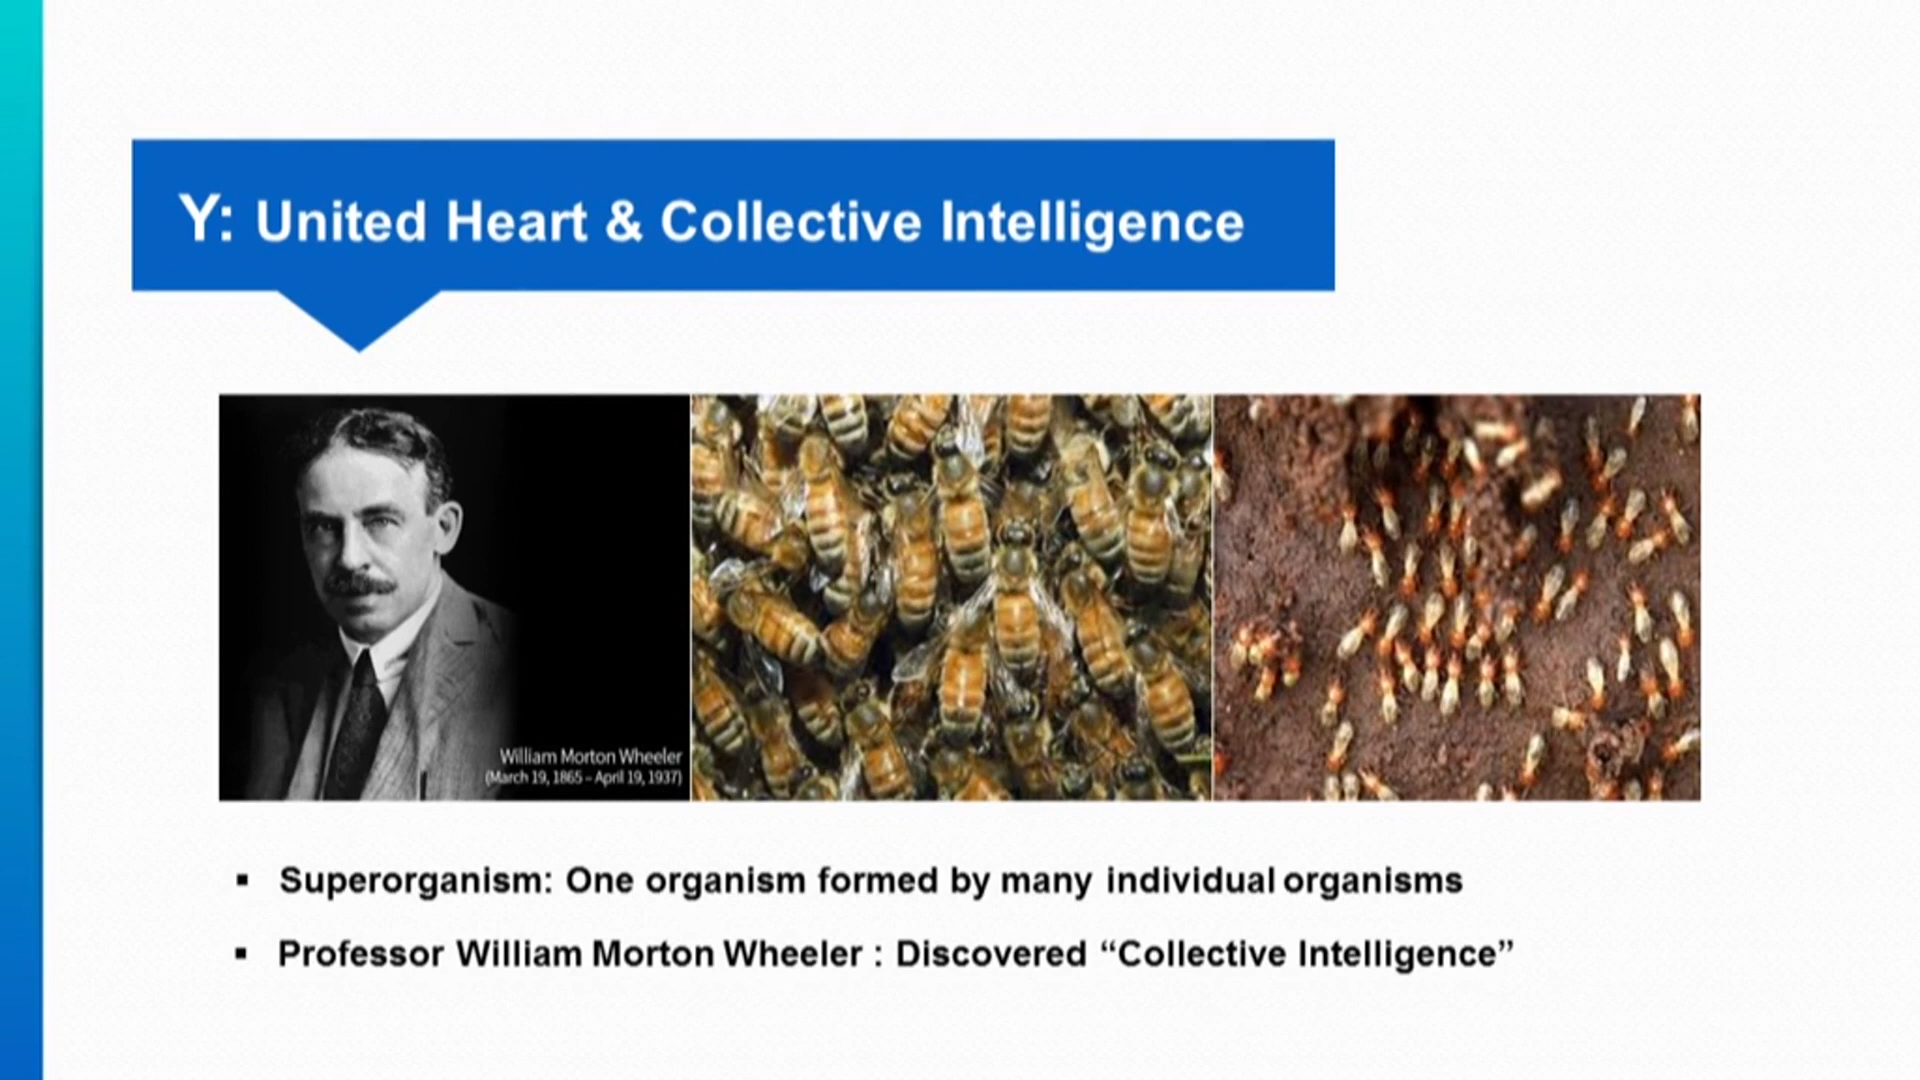 Y: United Heart & Collective Intelligence
William Morton Wheeler
(March 19, 1865 – April 19, 1937)
▪ Superorganism: One organism formed by many individual organisms
▪ Professor William Morton Wheeler : Discovered “Collective Intelligence”